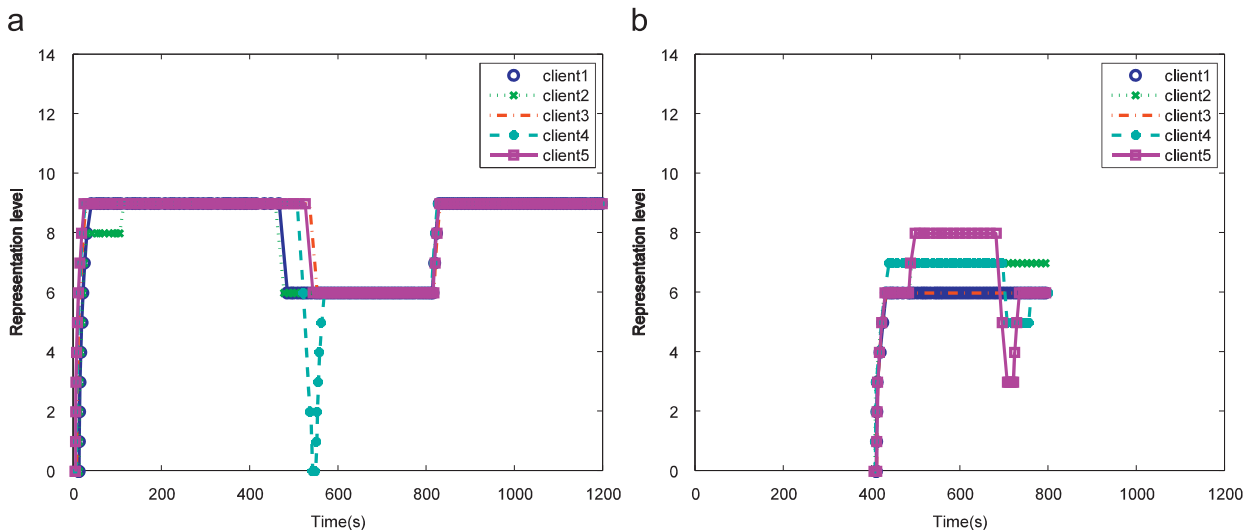 a
Representation level
14
12
10
8
6
4
2
0
0 200 400 600 800 1000 1200
Time(s)
client1
client2
client3
client4
client5
b
Representation level
14
12
10
8
6
4
2
0
0 200 400 600 800 1000 1200
Time(s)
client1
client2
client3
client4
client5